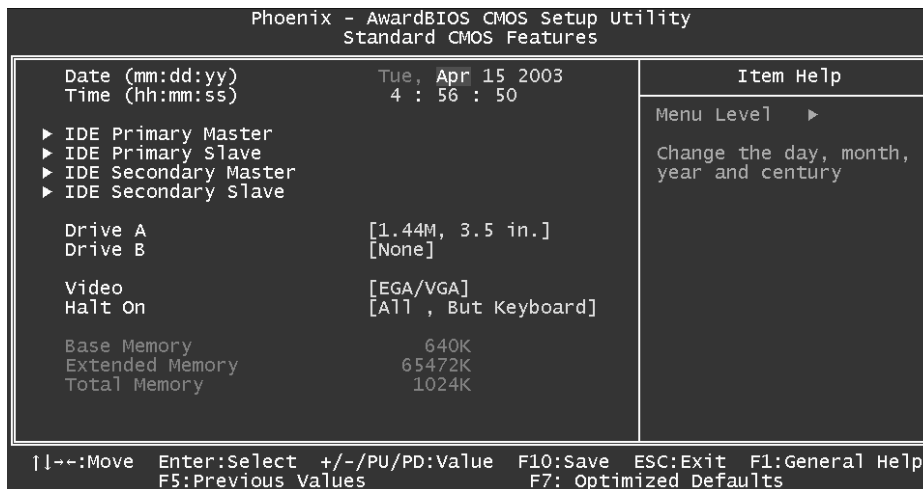 Phoenix - AwardBIOS CMOS Setup Utility
Standard CMOS Features
Date (mm:dd:yy) Tue, Apr 15 2003
Time (hh:mm:ss) 4 : 56 : 50
▶ IDE Primary Master
▶ IDE Primary Slave
▶ IDE Secondary Master
▶ IDE Secondary Slave
Drive A [1.44M, 3.5 in.]
Drive B [None]
Video [EGA/VGA]
Halt On [All , But Keyboard]
Base Memory 640K
Extended Memory 65472K
Total Memory 1024K
Item Help
Menu Level ▶
Change the day, month,
year and century
↑↓→←:Move Enter:Select +/-/PU/PD:Value F10:Save ESC:Exit F1:General Help
F5:Previous Values F7: Optimized Defaults